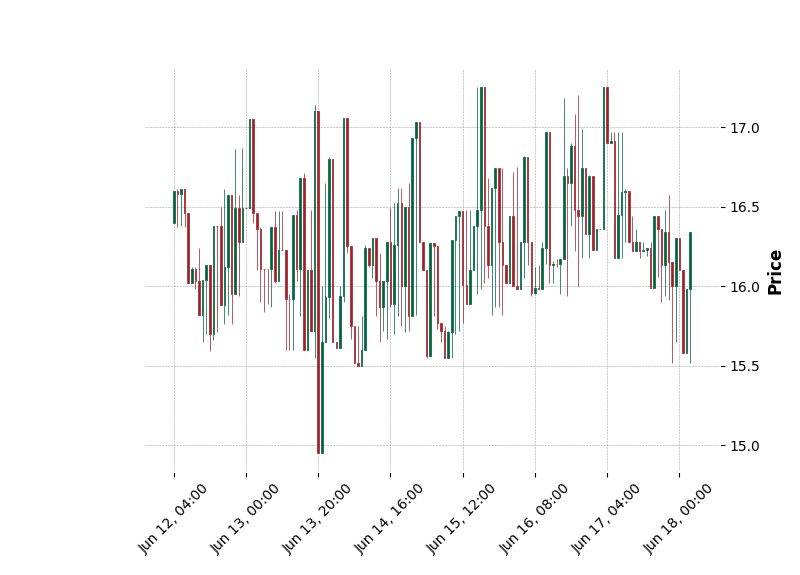 17.0
16.5
16.0
15.5
15.0
Price
Jun 12, 04:00
Jun 13, 00:00
Jun 13, 20:00
Jun 14, 16:00
Jun 15, 12:00
Jun 16, 08:00
Jun 17, 04:00
Jun 18, 00:00